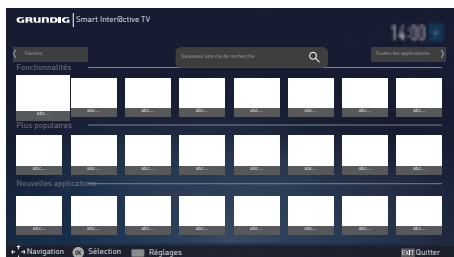 GRUNDIG Smart Inter@ctive TV
14:00
Favoris
Saisissez une clé de recherche
Toutes les applications
Fonctionnalités
abc... abc... abc... abc... abc... abc... abc... abc...
Plus populaires
abc... abc... abc... abc... abc... abc... abc... abc...
Nouvelles applications
abc... abc... abc... abc... abc... abc... abc... abc...
Navigation OK Sélection Réglages EXIT Quitter